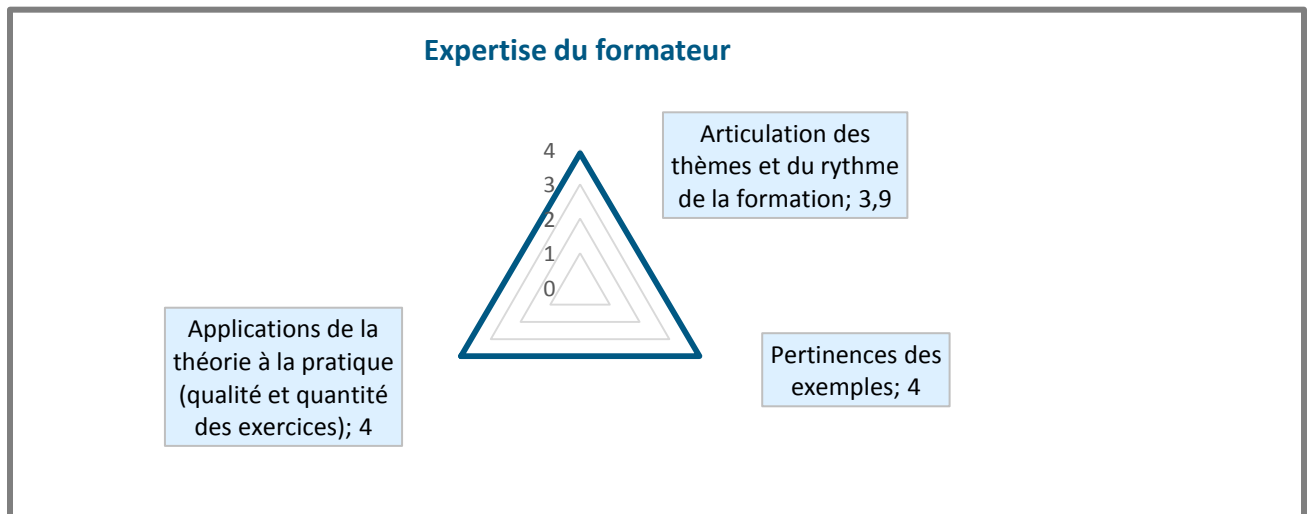 Expertise du formateur
Articulation des
thèmes et du rythme
de la formation; 3,9
4
3
2
1
0
Applications de la
théorie à la pratique
(qualité et quantité
des exercices); 4
Pertinences des
exemples; 4